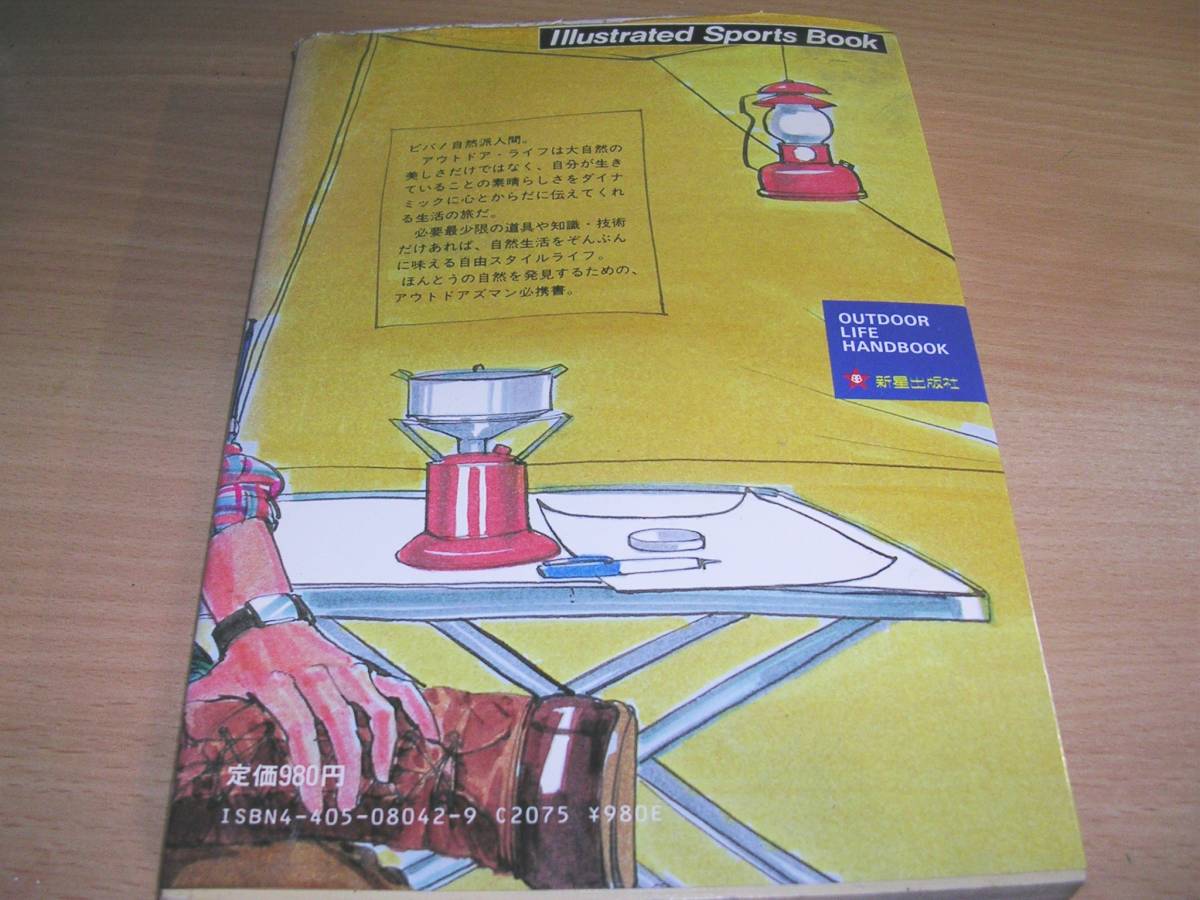 Illustrated Sports Book
ビバ！自然派人間。
アウトドア・ライフは大自然の
美しさだけではなく、自分が生き
ていることの素晴らしさをダイナ
ミックに心とからだに伝えてくれ
る生活の旅だ。
必要最少限の道具や知識・技術
だけあれば、自然生活をぞんぶん
に味える自由スタイルライフ。
ほんとうの自然を発見するための、
アウトドアズマン必携書。
OUTDOOR
LIFE
HANDBOOK
新星出版社
定価980円
ISBN4-405-08042-9 C2075 ¥980E